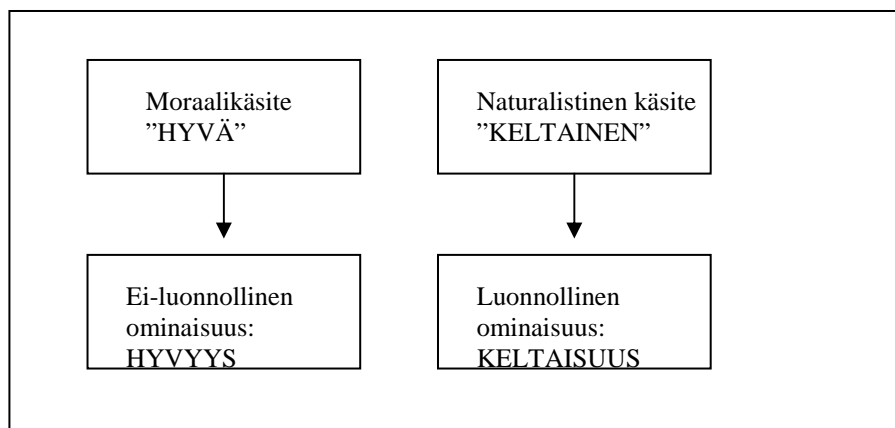 Moraalikäsite
”HYVÄ”
Naturalistinen käsite
”KELTAINEN”
Ei-luonnollinen
ominaisuus:
HYVYYS
Luonnollinen
ominaisuus:
KELTAISUUS